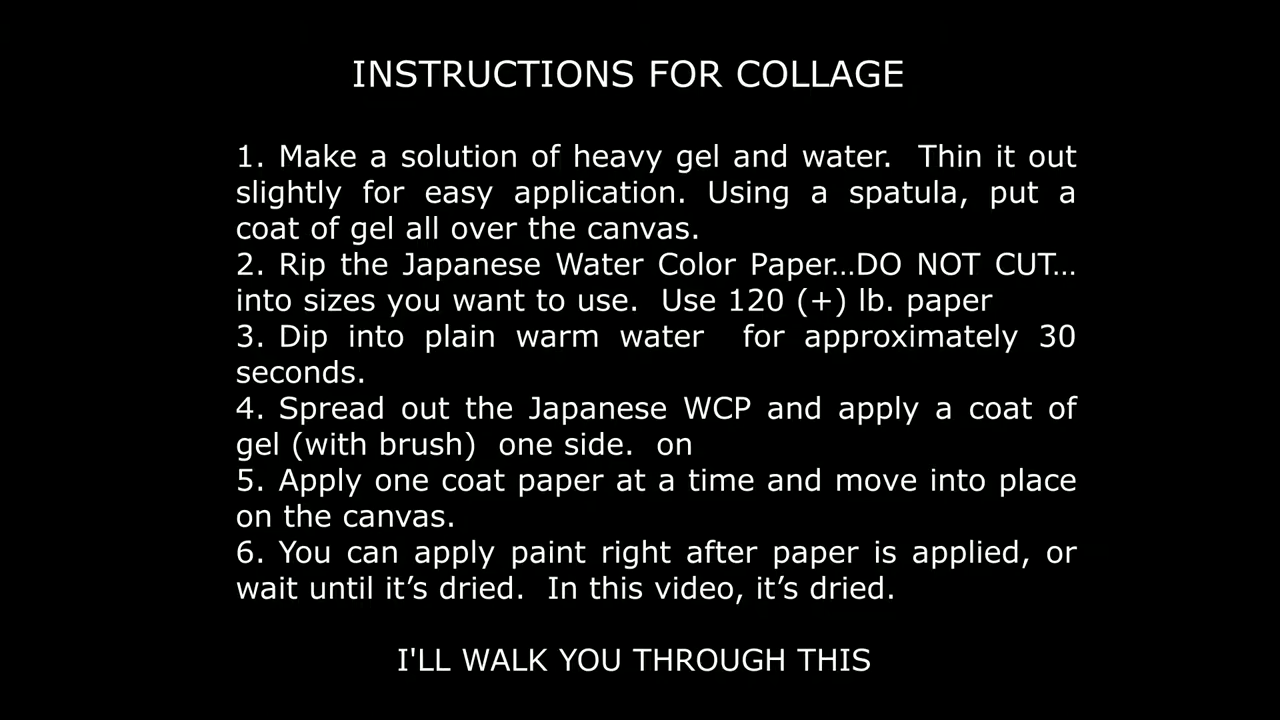 INSTRUCTIONS FOR COLLAGE
1. Make a solution of heavy gel and water.  Thin it out
slightly for easy application. Using a spatula, put a
coat of gel all over the canvas.
2. Rip the Japanese Water Color Paper…DO NOT CUT…
into sizes you want to use.  Use 120 (+) lb. paper
3. Dip into plain warm water  for approximately 30
seconds.
4. Spread out the Japanese WCP and apply a coat of
gel (with brush)  one side.  on
5. Apply one coat paper at a time and move into place
on the canvas.
6. You can apply paint right after paper is applied, or
wait until it’s dried.  In this video, it’s dried.
I'LL WALK YOU THROUGH THIS